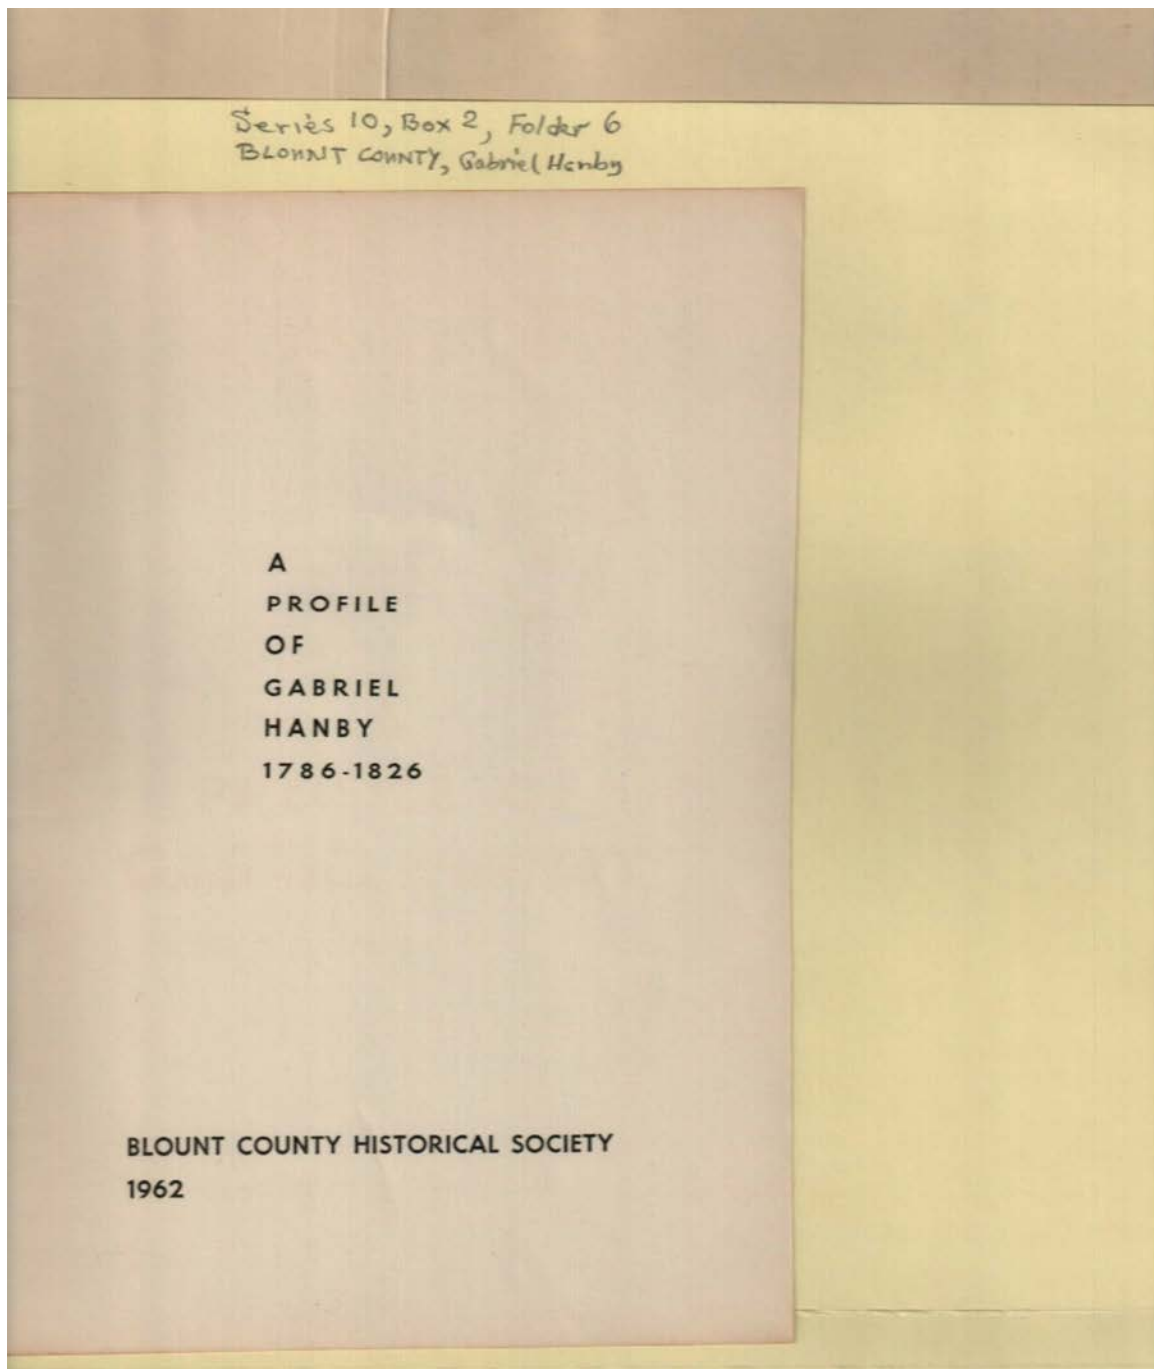 Series 10, Box 2, Folder 6
BLOUNT COUNTY, Gabriel Hanby
A
PROFILE
OF
GABRIEL
HANBY
1786-1826
BLOUNT COUNTY HISTORICAL SOCIETY
1962